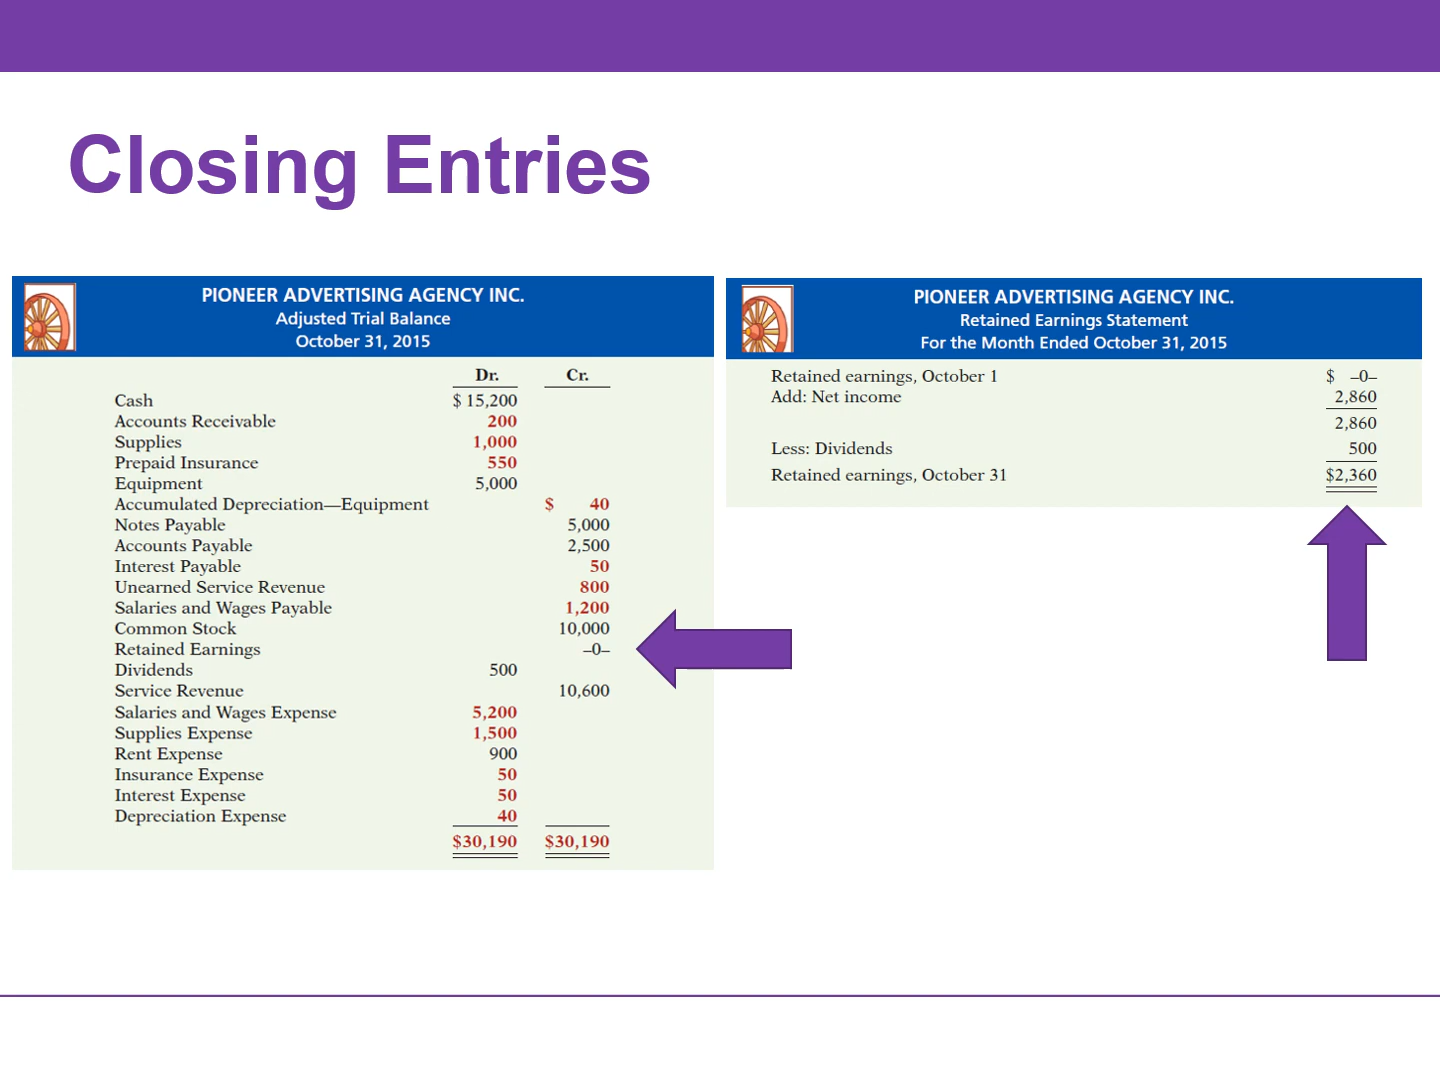 Closing Entries
PIONEER ADVERTISING AGENCY INC.
Adjusted Trial Balance
October 31, 2015
Dr. Cr.
Cash $ 15,200
Accounts Receivable 200
Supplies 1,000
Prepaid Insurance 550
Equipment 5,000
Accumulated Depreciation—Equipment $ 40
Notes Payable 5,000
Accounts Payable 2,500
Interest Payable 50
Unearned Service Revenue 800
Salaries and Wages Payable 1,200
Common Stock 10,000
Retained Earnings –0–
Dividends 500
Service Revenue 10,600
Salaries and Wages Expense 5,200
Supplies Expense 1,500
Rent Expense 900
Insurance Expense 50
Interest Expense 50
Depreciation Expense 40
$30,190 $30,190
PIONEER ADVERTISING AGENCY INC.
Retained Earnings Statement
For the Month Ended October 31, 2015
Retained earnings, October 1 $ –0–
Add: Net income 2,860
2,860
Less: Dividends 500
Retained earnings, October 31 $2,360